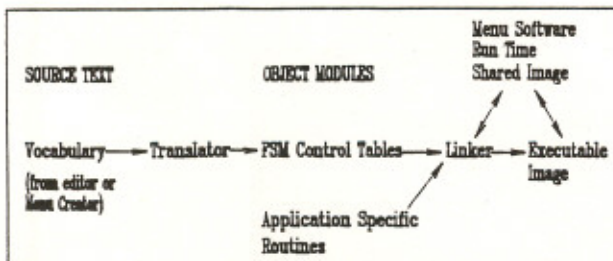 Menu Software
Run Time
Shared Image
SOURCE TEXT
OBJECT MODULES
Vocabulary
Translator
FSM Control Tables
Linker
Executable
Image
(from editor or
Menu Creator)
Application Specific
Routines